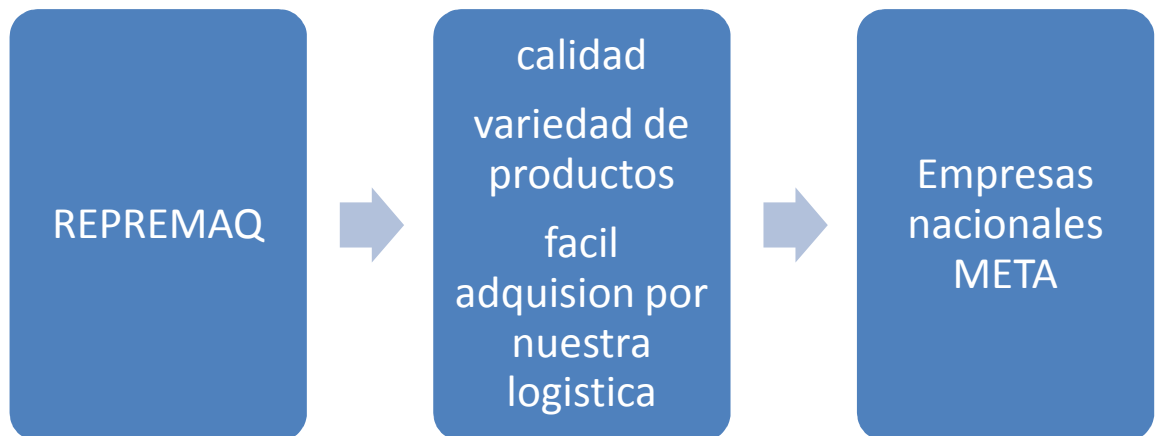 REPREMAQ
calidad
variedad de
productos
facil
adquision por
nuestra
logistica
Empresas
nacionales
META